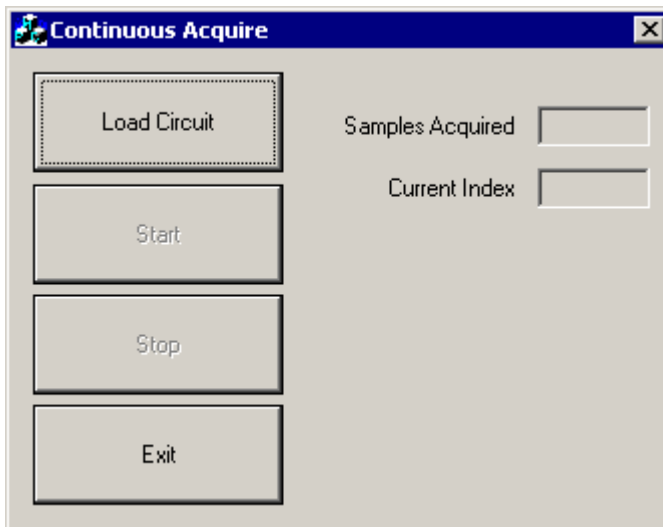 Continuous Acquire
Load Circuit
Samples Acquired
Current Index
Start
Stop
Exit